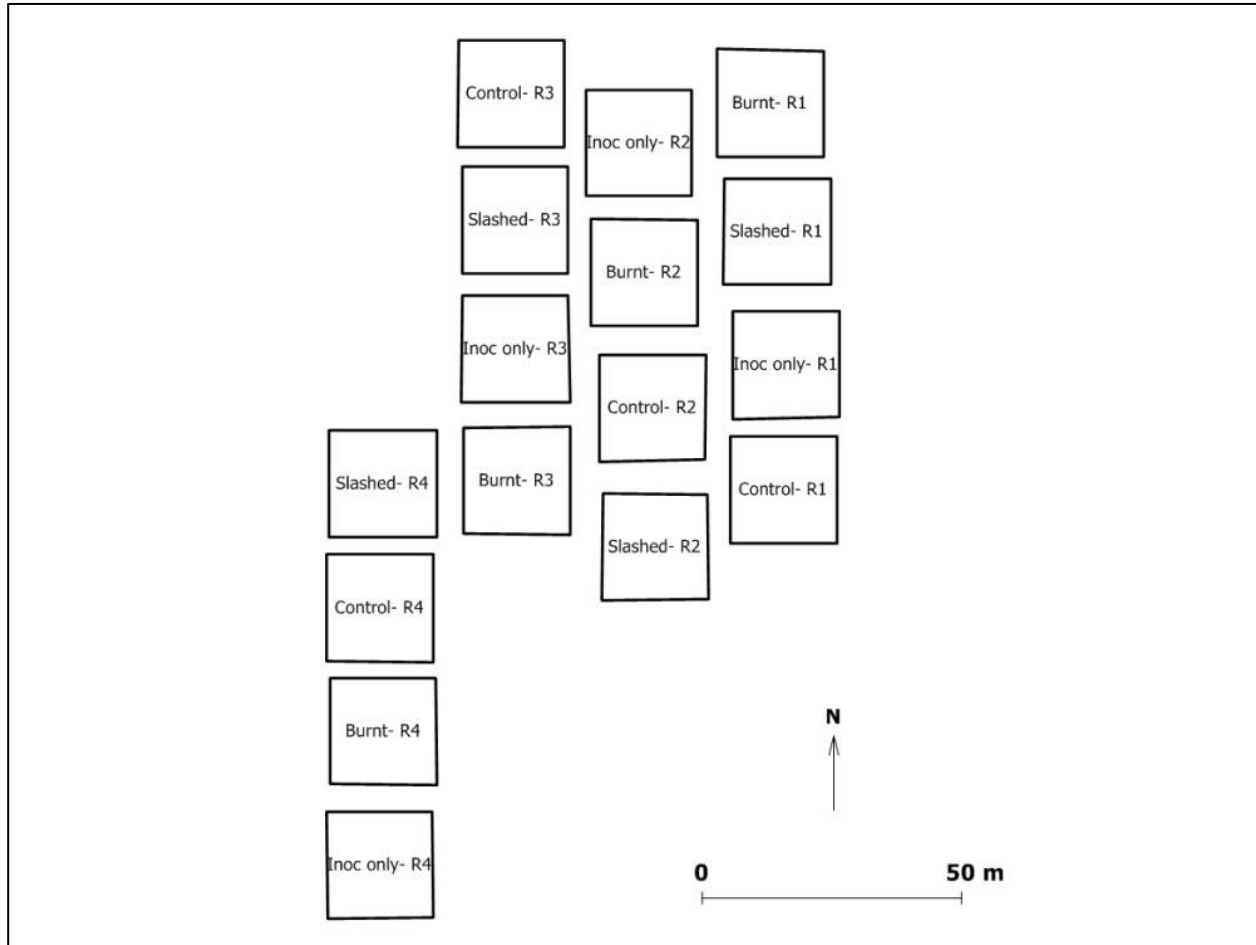 Control- R3
Inoc only- R2
Burnt- R1
Slashed- R3
Burnt- R2
Slashed- R1
Inoc only- R3
Control- R2
Inoc only- R1
Slashed- R4
Burnt- R3
Slashed- R2
Control- R1
Control- R4
Burnt- R4
Inoc only- R4
N
0 50 m